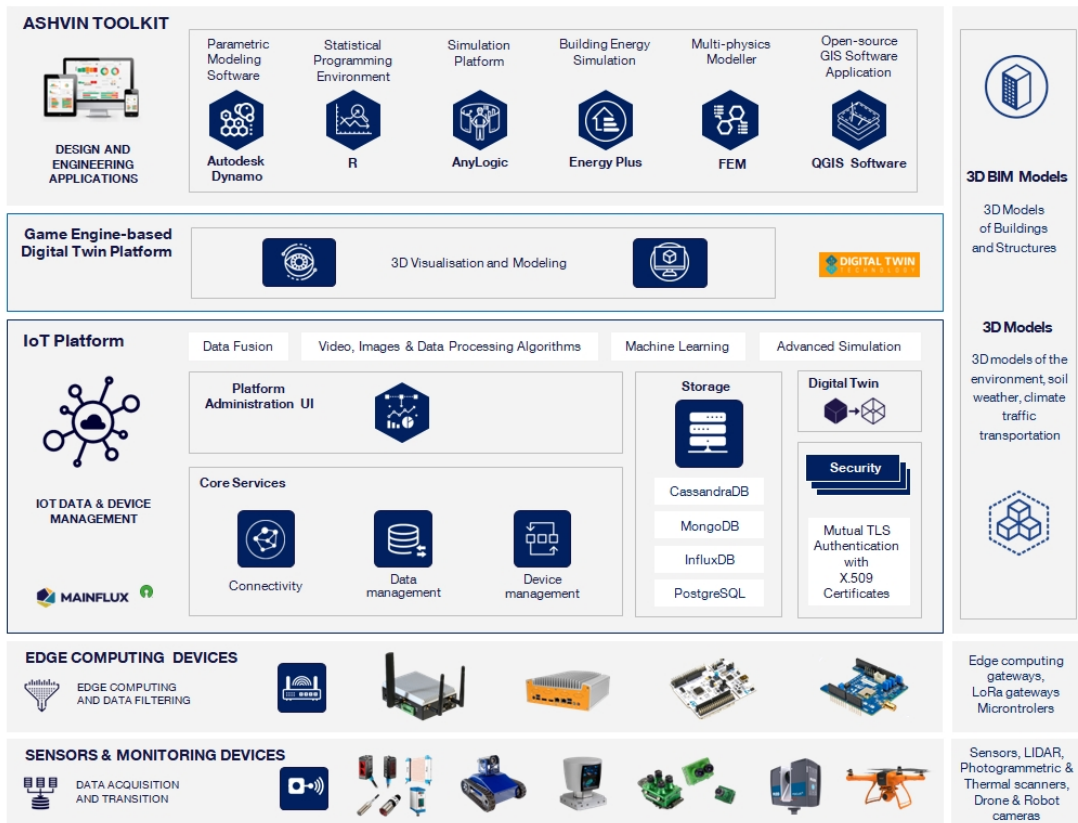 ASHVIN TOOLKIT
DESIGN AND
ENGINEERING
APPLICATIONS
Parametric
Modeling
Software
Autodesk
Dynamo
Statistical
Programming
Environment
R
Simulation
Platform
AnyLogic
Building Energy
Simulation
Energy Plus
Multi-physics
Modeller
FEM
Open-source
GIS Software
Application
QGIS Software
3D BIM Models
3D Models
of Buildings
and Structures
3D Models
3D models of the
environment, soil
weather, climate
traffic
transportation
Game Engine-based
Digital Twin Platform
3D Visualisation and Modeling
DIGITAL TWIN
TECHNOLOGY
IoT Platform
IOT DATA & DEVICE
MANAGEMENT
MAINFLUX
Data Fusion
Video, Images & Data Processing Algorithms
Machine Learning
Advanced Simulation
Platform
Administration UI
Core Services
Connectivity
Data
management
Device
management
Storage
CassandraDB
MongoDB
InfluxDB
PostgreSQL
Digital Twin
Security
Mutual TLS
Authentication
with
X.509
Certificates
EDGE COMPUTING DEVICES
EDGE COMPUTING
AND DATA FILTERING
Edge computing
gateways,
LoRa gateways
Microntrolers
SENSORS & MONITORING DEVICES
DATA ACQUISITION
AND TRANSITION
Sensors, LIDAR,
Photogrammetric &
Thermal scanners,
Drone & Robot
cameras